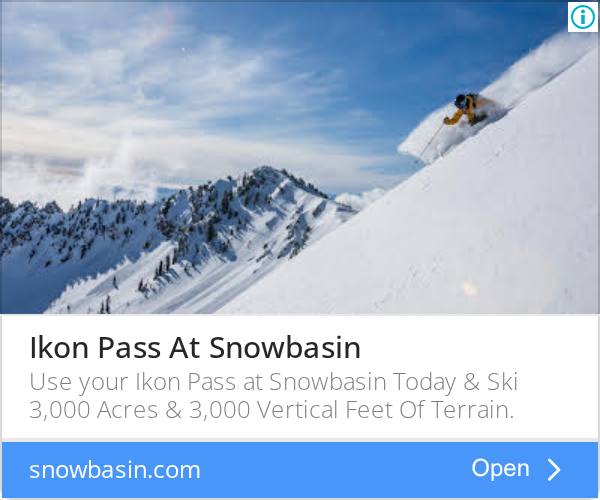 Ikon Pass At Snowbasin
Use your Ikon Pass at Snowbasin Today & Ski
3,000 Acres & 3,000 Vertical Feet Of Terrain.
snowbasin.com
Open